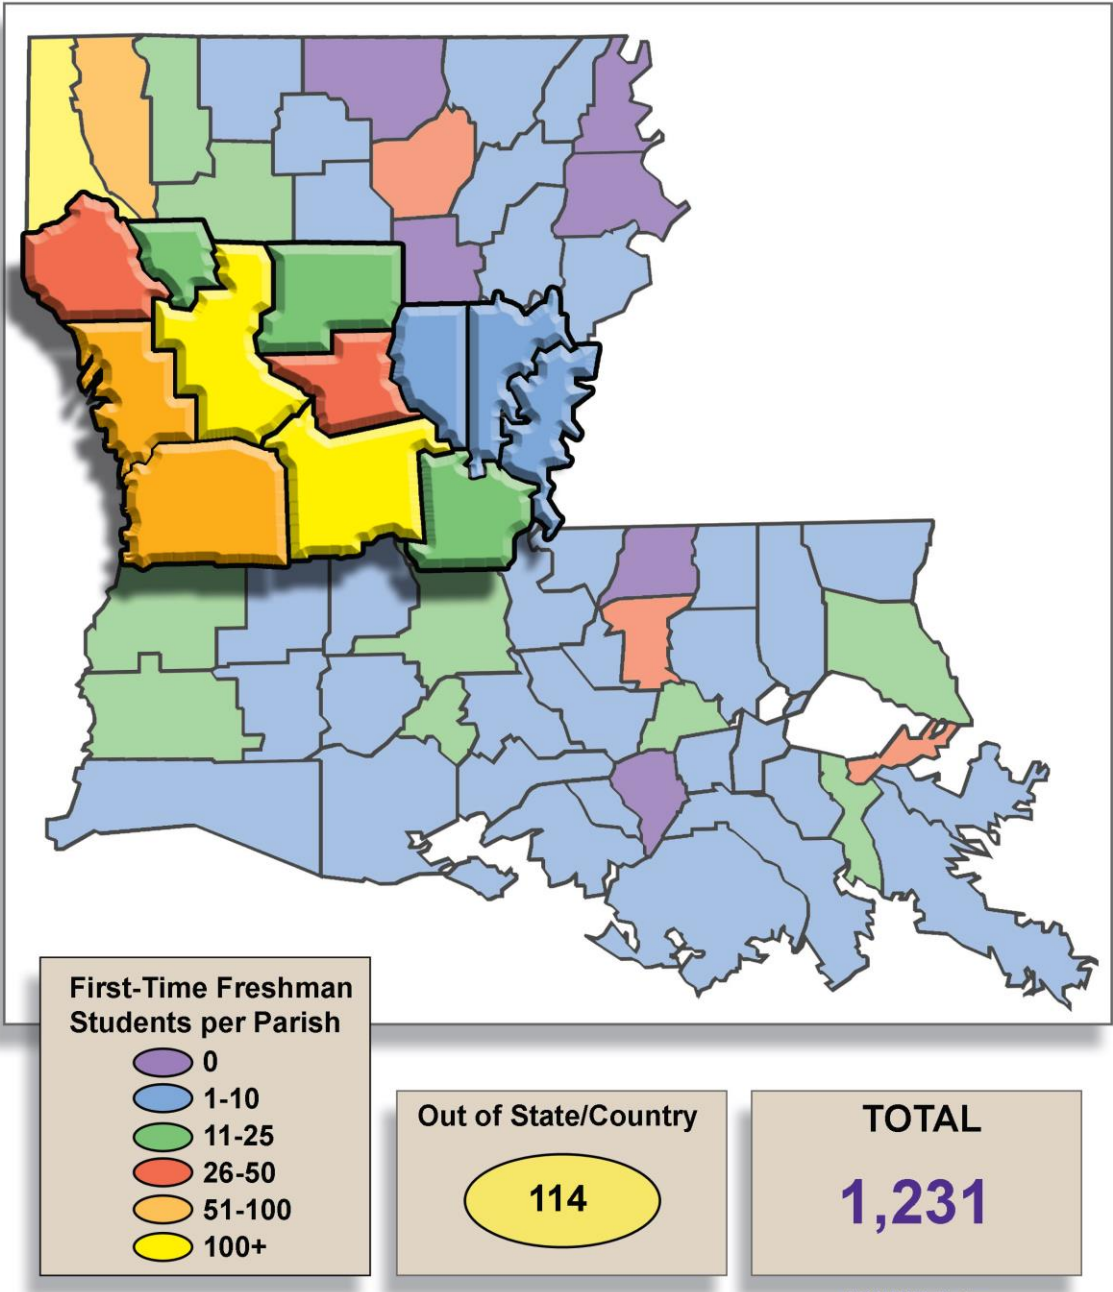 First-Time Freshman
Students per Parish
0
1-10
11-25
26-50
51-100
100+
Out of State/Country
114
TOTAL
1,231